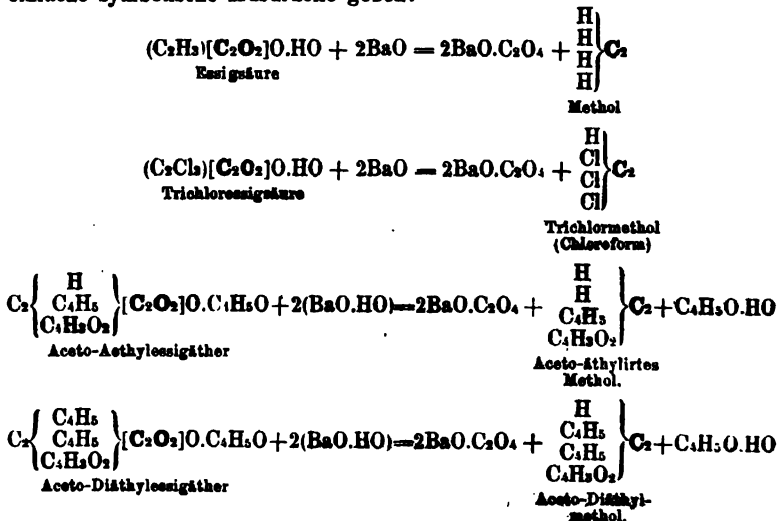 (C₂H₃)[C₂O₂]O.HO + 2BaO = 2BaO.C₂O₄ + H H H H } C₂
Essigsäure
Methol
(C₂Cl₃)[C₂O₂]O.HO + 2BaO = 2BaO.C₂O₄ + H Cl Cl Cl } C₂
Trichloressigsäure
Trichlormethol
(Chloroform)
C₂ { H C₄H₅ C₄H₃O₂ } [C₂O₂]O.C₄H₅O+2(BaO.HO)=2BaO.C₂O₄ + H H C₄H₅ C₄H₃O₂ } C₂+C₄H₅O.HO
Aceto-Aethylessigäther
Aceto-äthylirtes
Methol.
C₂ { C₄H₅ C₄H₅ C₄H₃O₂ } [C₂O₂]O.C₄H₅O+2(BaO.HO)=2BaO.C₂O₄ + H C₄H₅ C₄H₅ C₄H₃O₂ } C₂+C₄H₅O.HO
Aceto-Diäthylessigäther
Aceto-Diäthyl-
methol.